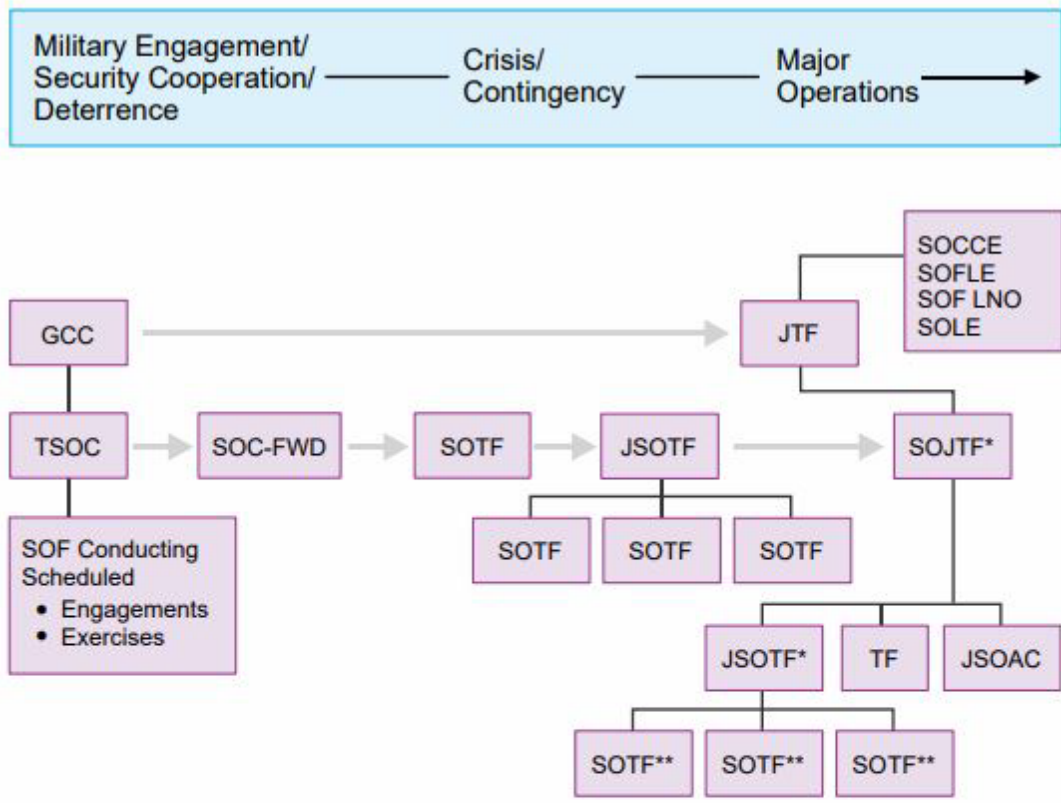 Military Engagement/
Security Cooperation/
Deterrence
Crisis/
Contingency
Major
Operations
SOCCE
SOFLE
SOF LNO
SOLE
GCC
JTF
TSOC
SOC-FWD
SOTF
JSOTF
SOJTF*
SOF Conducting
Scheduled
• Engagements
• Exercises
SOTF
SOTF
SOTF
JSOTF*
TF
JSOAC
SOTF**
SOTF**
SOTF**